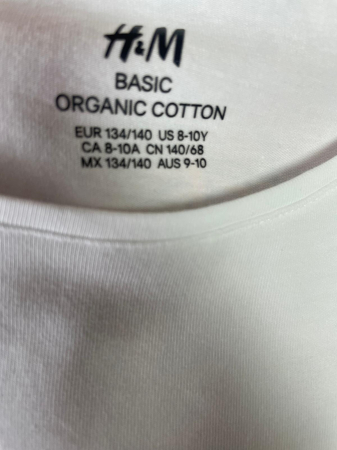 H&M
BASIC
ORGANIC COTTON
EUR 134/140 US 8-10Y
CA 8-10A CN 140/68
MX 134/140 AUS 9-10